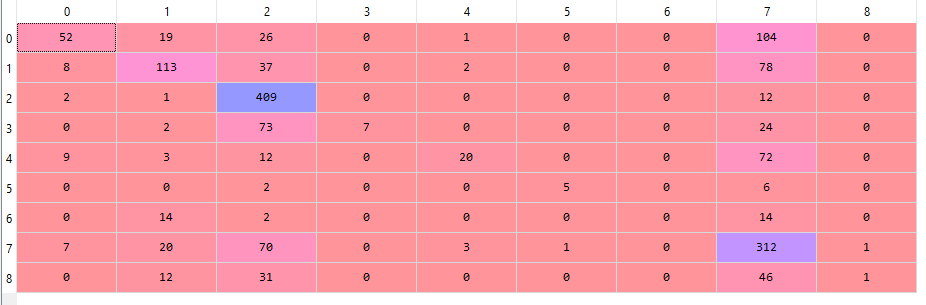 0 1 2 3 4 5 6 7 8
0 52 19 26 0 1 0 0 104 0
1 8 113 37 0 2 0 0 78 0
2 2 1 409 0 0 0 0 12 0
3 0 2 73 7 0 0 0 24 0
4 9 3 12 0 20 0 0 72 0
5 0 0 2 0 0 5 0 6 0
6 0 14 2 0 0 0 0 14 0
7 7 20 70 0 3 1 0 312 1
8 0 12 31 0 0 0 0 46 1